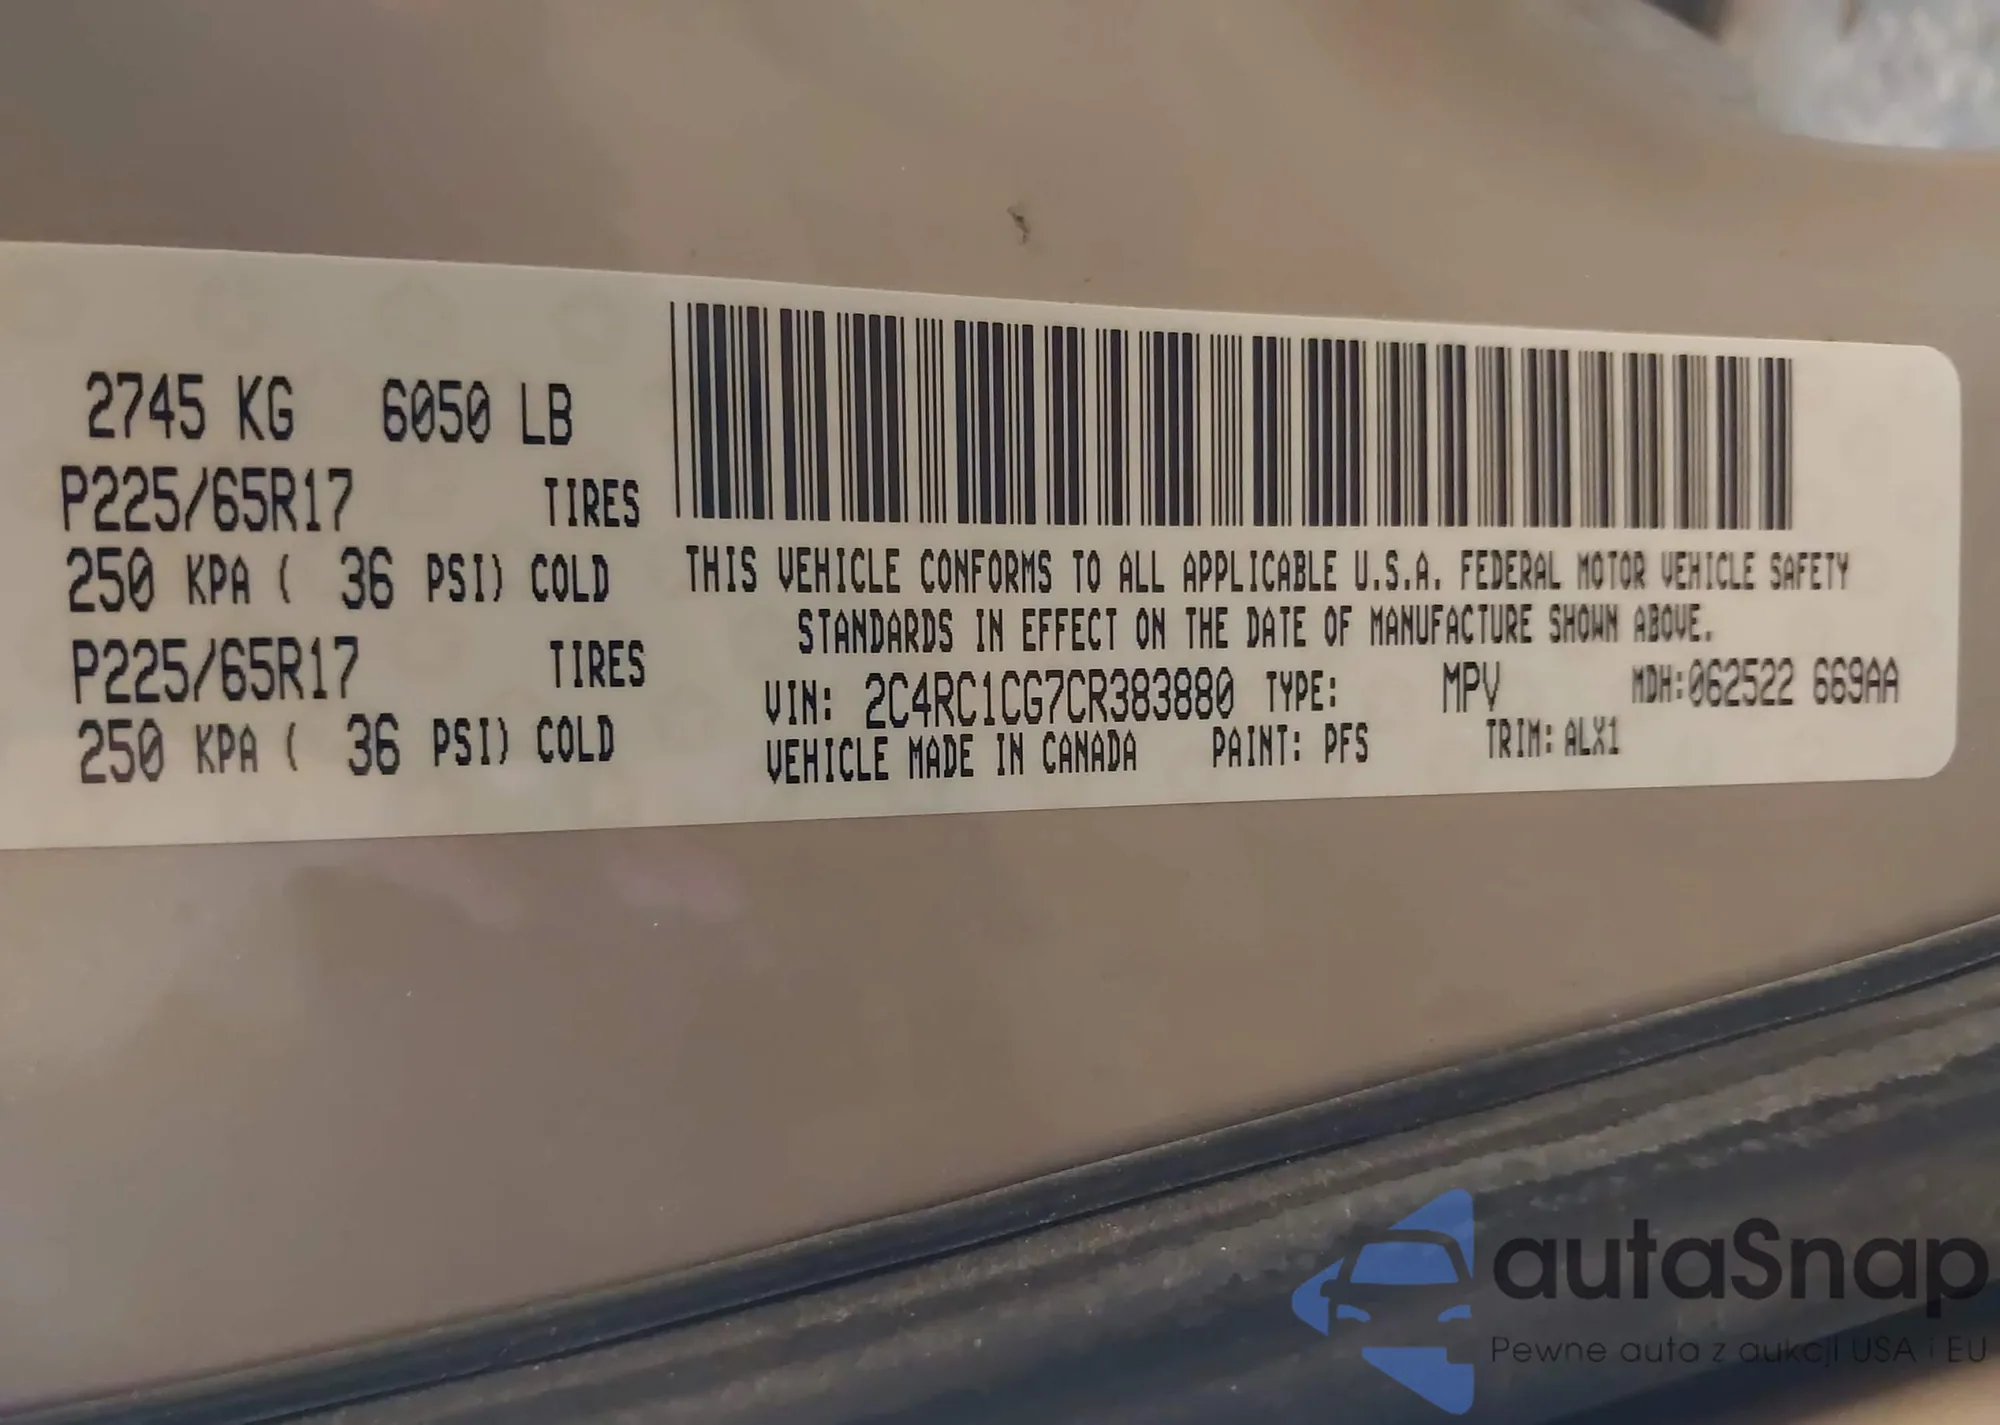 2745 KG 6050 LB
P225/65R17 TIRES
250 KPA ( 36 PSI) COLD
P225/65R17 TIRES
250 KPA ( 36 PSI) COLD
THIS VEHICLE CONFORMS TO ALL APPLICABLE U.S.A. FEDERAL MOTOR VEHICLE SAFETY
STANDARDS IN EFFECT ON THE DATE OF MANUFACTURE SHOWN ABOVE.
VIN: 2C4RC1CG7CR383880 TYPE: MPV MDH:062522 669AA
VEHICLE MADE IN CANADA PAINT: PFS TRIM: ALX1
autaSnap
Pewne auta z aukcji USA i EU